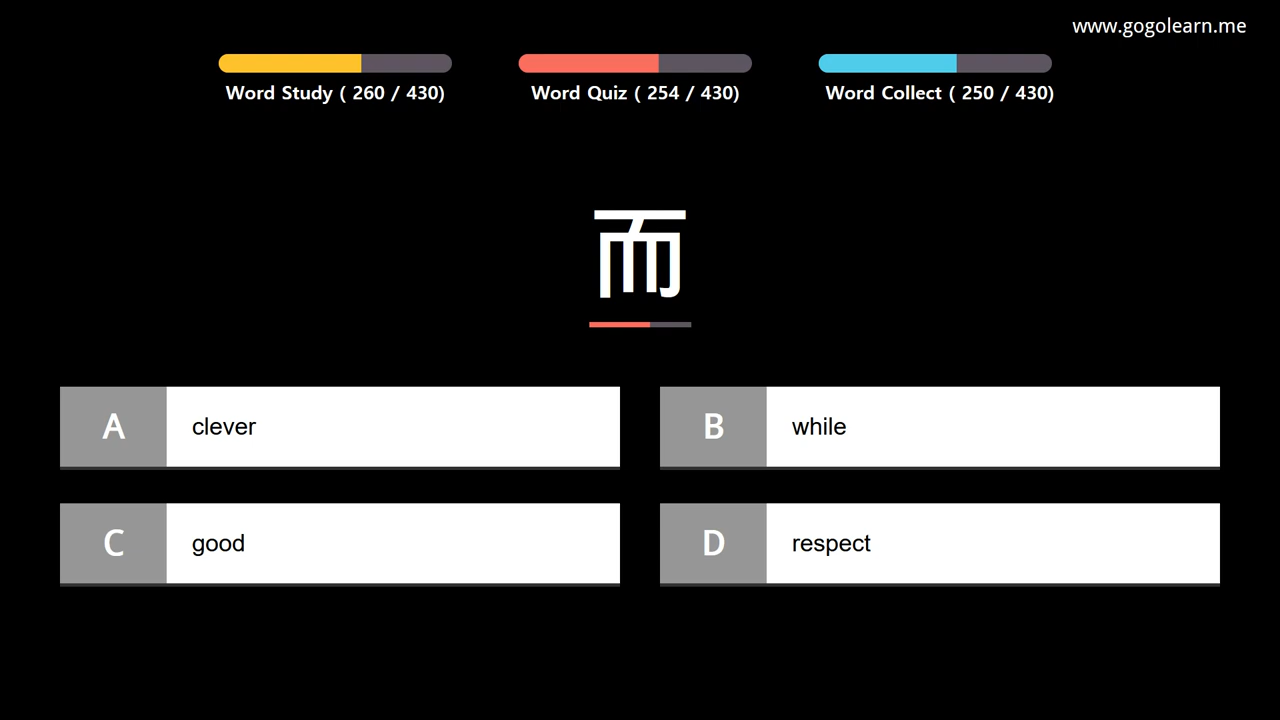 www.gogolearn.me
Word Study ( 260 / 430)
Word Quiz ( 254 / 430)
Word Collect ( 250 / 430)
而
A clever
B while
C good
D respect